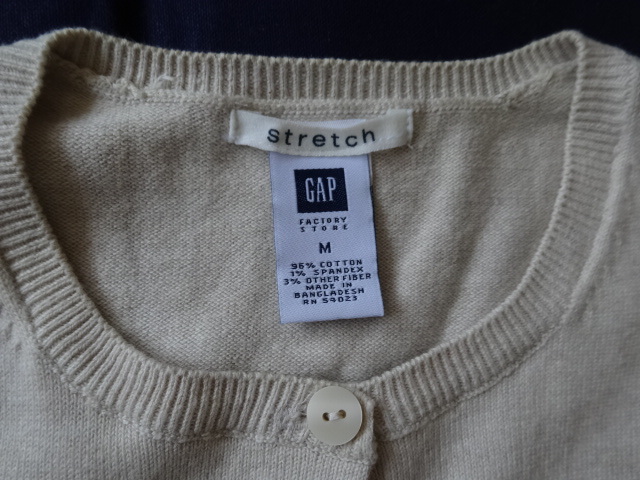 stretch
GAP
FACTORY
STORE
M
96% COTTON
1% SPANDEX
3% OTHER FIBER
MADE IN
BANGLADESH
RN 54023